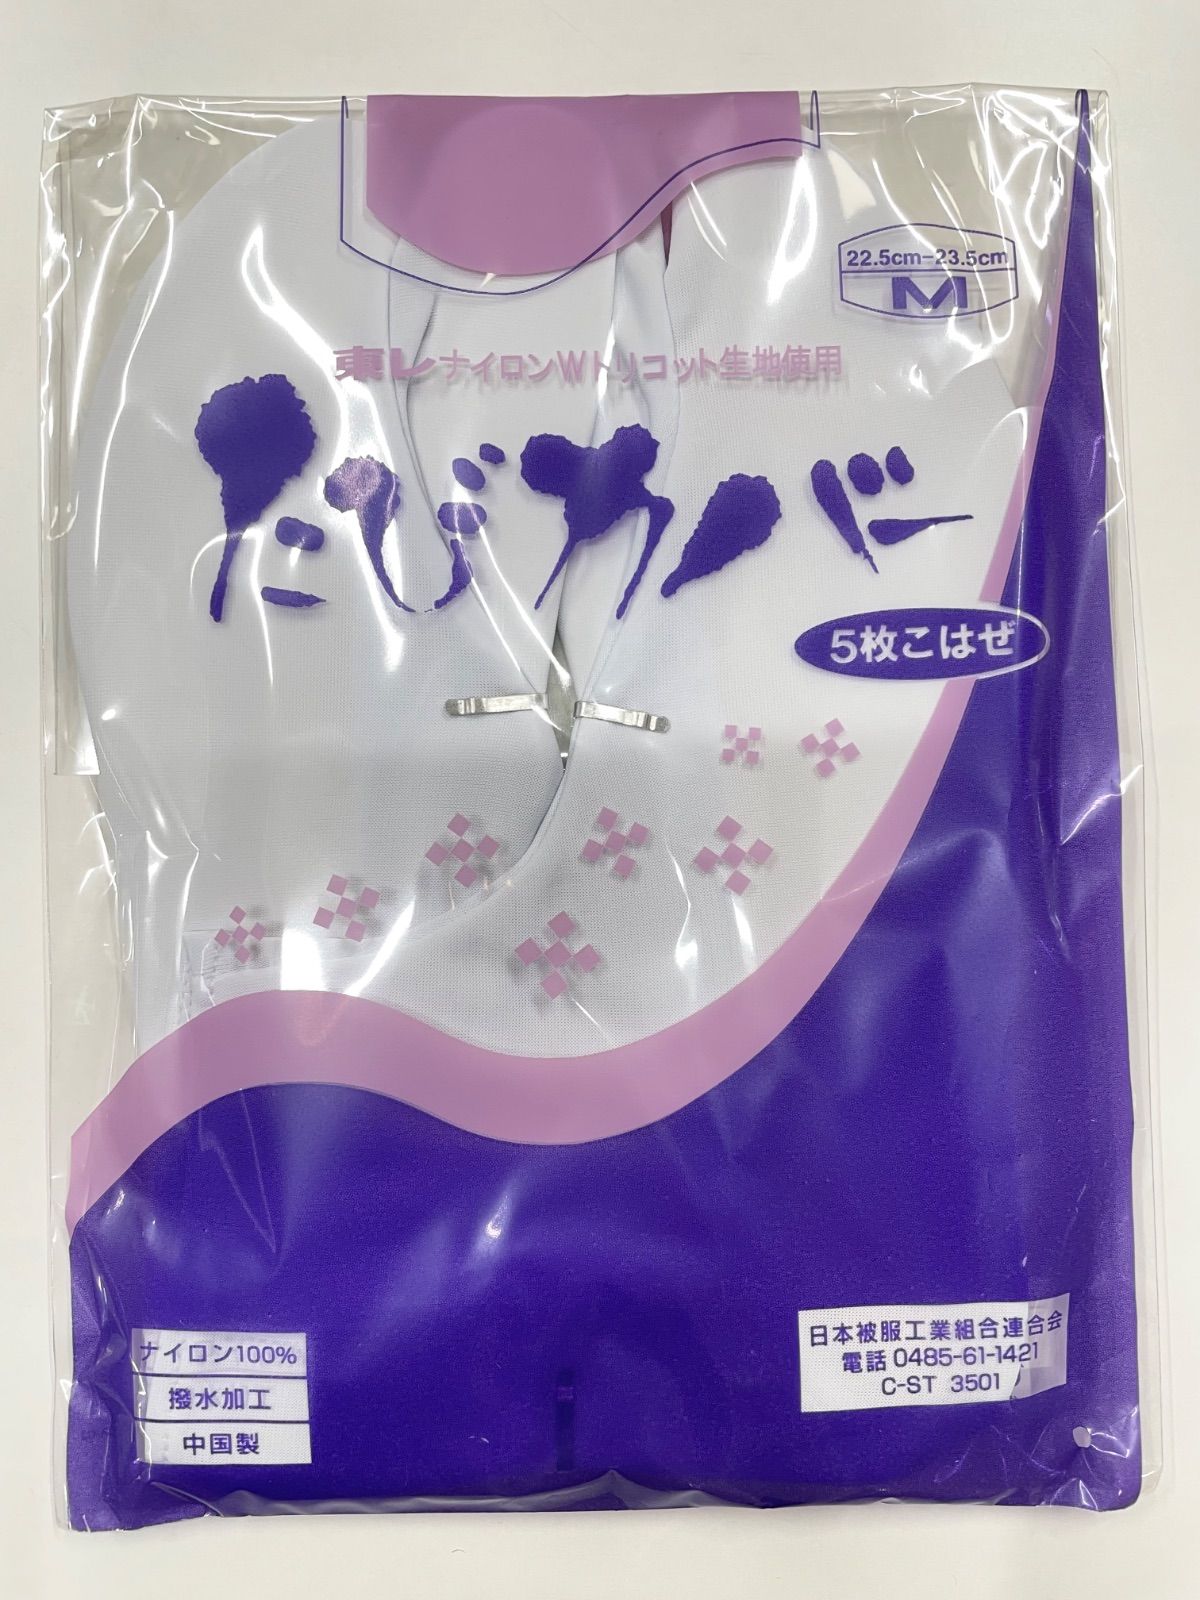 22.5cm-23.5cm
M
東レナイロンWトリコット生地使用
たびカバー
5枚こはぜ
ナイロン100%
撥水加工
中国製
日本被服工業組合連合会
電話 0485-61-1421
C-ST 3501